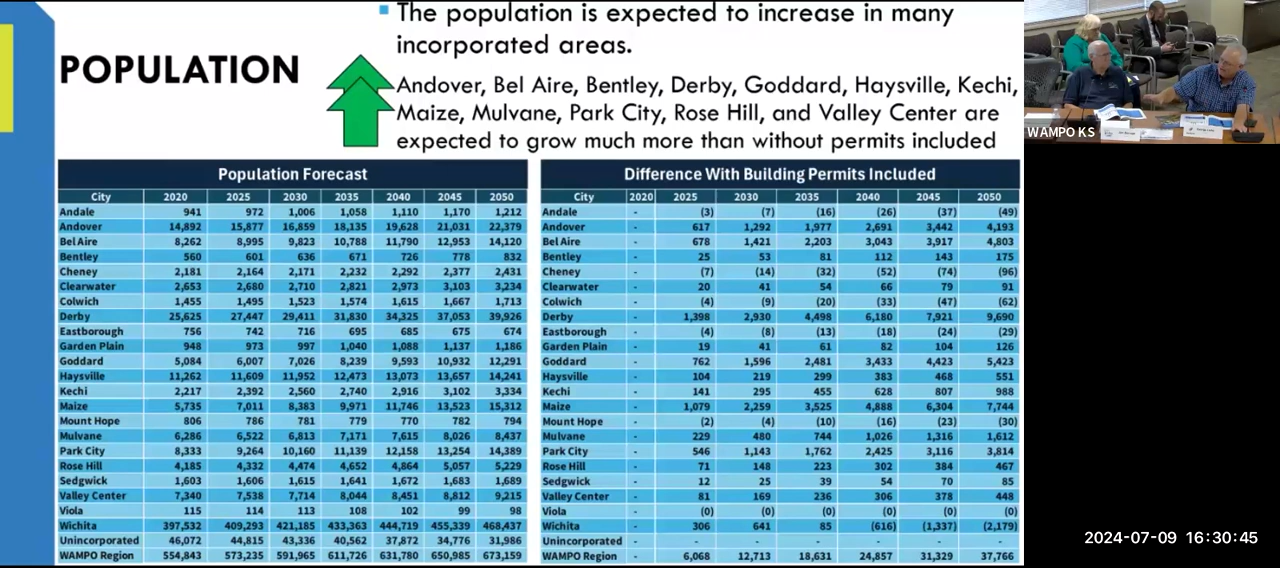 The population is expected to increase in many
incorporated areas.
POPULATION
Andover, Bel Aire, Bentley, Derby, Goddard, Haysville, Kechi,
Maize, Mulvane, Park City, Rose Hill, and Valley Center are
expected to grow much more than without permits included
WAMPO KS
Population Forecast
City 2020 2025 2030 2035 2040 2045 2050
Andale 941 972 1,006 1,058 1,110 1,170 1,212
Andover 14,892 15,877 16,859 18,135 19,628 21,031 22,379
Bel Aire 8,262 8,995 9,823 10,788 11,790 12,953 14,120
Bentley 560 601 636 671 726 778 832
Cheney 2,181 2,164 2,171 2,232 2,292 2,377 2,431
Clearwater 2,653 2,680 2,710 2,821 2,973 3,103 3,234
Colwich 1,455 1,495 1,523 1,574 1,615 1,667 1,713
Derby 25,625 27,447 29,411 31,830 34,325 37,053 39,926
Eastborough 756 742 716 695 685 675 674
Garden Plain 948 973 997 1,040 1,088 1,137 1,186
Goddard 5,084 6,007 7,026 8,239 9,593 10,932 12,291
Haysville 11,262 11,609 11,952 12,473 13,073 13,657 14,241
Kechi 2,217 2,392 2,560 2,740 2,916 3,102 3,334
Maize 5,735 7,011 8,383 9,971 11,746 13,523 15,312
Mount Hope 806 786 781 779 770 782 794
Mulvane 6,286 6,522 6,813 7,171 7,615 8,026 8,437
Park City 8,333 9,264 10,160 11,139 12,158 13,254 14,389
Rose Hill 4,185 4,332 4,474 4,652 4,864 5,057 5,229
Sedgwick 1,603 1,606 1,615 1,641 1,672 1,683 1,689
Valley Center 7,340 7,538 7,714 8,044 8,451 8,812 9,215
Viola 115 114 113 108 102 99 98
Wichita 397,532 409,293 421,185 433,363 444,719 455,339 468,437
Unincorporated 46,072 44,815 43,336 40,562 37,872 34,776 31,986
WAMPO Region 554,843 573,235 591,965 611,726 631,780 650,985 673,159
Difference With Building Permits Included
City 2020 2025 2030 2035 2040 2045 2050
Andale - (3) (7) (16) (26) (37) (49)
Andover - 617 1,292 1,977 2,691 3,442 4,193
Bel Aire - 678 1,421 2,203 3,043 3,917 4,803
Bentley - 25 53 81 112 143 175
Cheney - (7) (14) (32) (52) (74) (96)
Clearwater - 20 41 54 66 79 91
Colwich - (4) (9) (20) (33) (47) (62)
Derby - 1,398 2,930 4,498 6,180 7,921 9,690
Eastborough - (4) (8) (13) (18) (24) (29)
Garden Plain - 19 41 61 82 104 126
Goddard - 762 1,596 2,481 3,433 4,423 5,423
Haysville - 104 219 299 383 468 551
Kechi - 141 295 455 628 807 988
Maize - 1,079 2,259 3,525 4,888 6,304 7,744
Mount Hope - (2) (4) (10) (16) (23) (30)
Mulvane - 229 480 744 1,026 1,316 1,612
Park City - 546 1,143 1,762 2,425 3,116 3,814
Rose Hill - 71 148 223 302 384 467
Sedgwick - 12 25 39 54 70 85
Valley Center - 81 169 236 306 378 448
Viola - (0) (0) (0) (0) (0) (0)
Wichita - 306 641 85 (616) (1,337) (2,179)
Unincorporated - - - - - - -
WAMPO Region - 6,068 12,713 18,631 24,857 31,329 37,766
2024-07-09 16:30:45